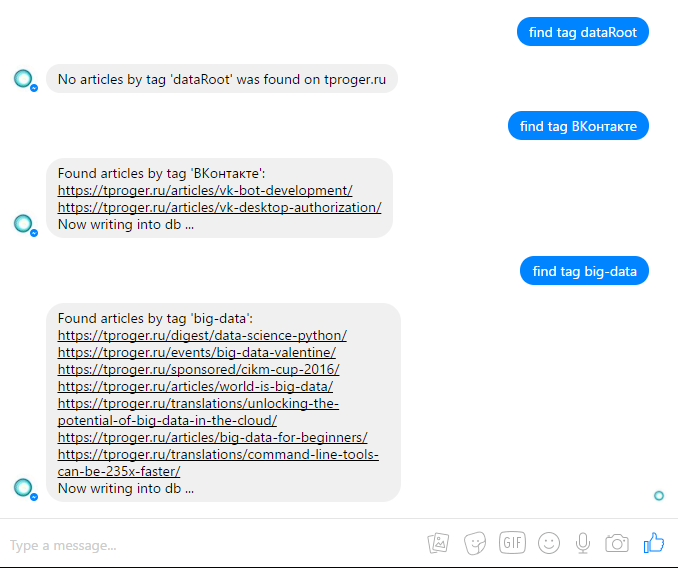 find tag dataRoot
No articles by tag 'dataRoot' was found on tproger.ru
find tag ВКонтакте
Found articles by tag 'ВКонтакте':
https://tproger.ru/articles/vk-bot-development/
https://tproger.ru/articles/vk-desktop-authorization/
Now writing into db ...
find tag big-data
Found articles by tag 'big-data':
https://tproger.ru/digest/data-science-python/
https://tproger.ru/events/big-data-valentine/
https://tproger.ru/sponsored/cikm-cup-2016/
https://tproger.ru/articles/world-is-big-data/
https://tproger.ru/translations/unlocking-the-
potential-of-big-data-in-the-cloud/
https://tproger.ru/articles/big-data-for-beginners/
https://tproger.ru/translations/command-line-tools-
can-be-235x-faster/
Now writing into db ...
Type a message...
GIF